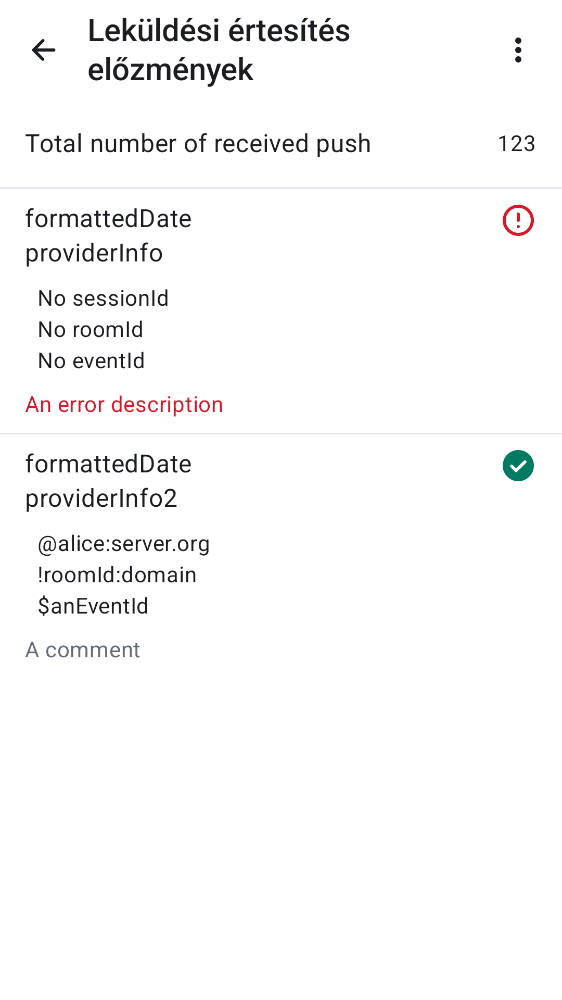 Leküldési értesítés
előzmények
Total number of received push 123
formattedDate
providerInfo
No sessionId
No roomId
No eventId
An error description
formattedDate
providerInfo2
@alice:server.org
!roomId:domain
$anEventId
A comment